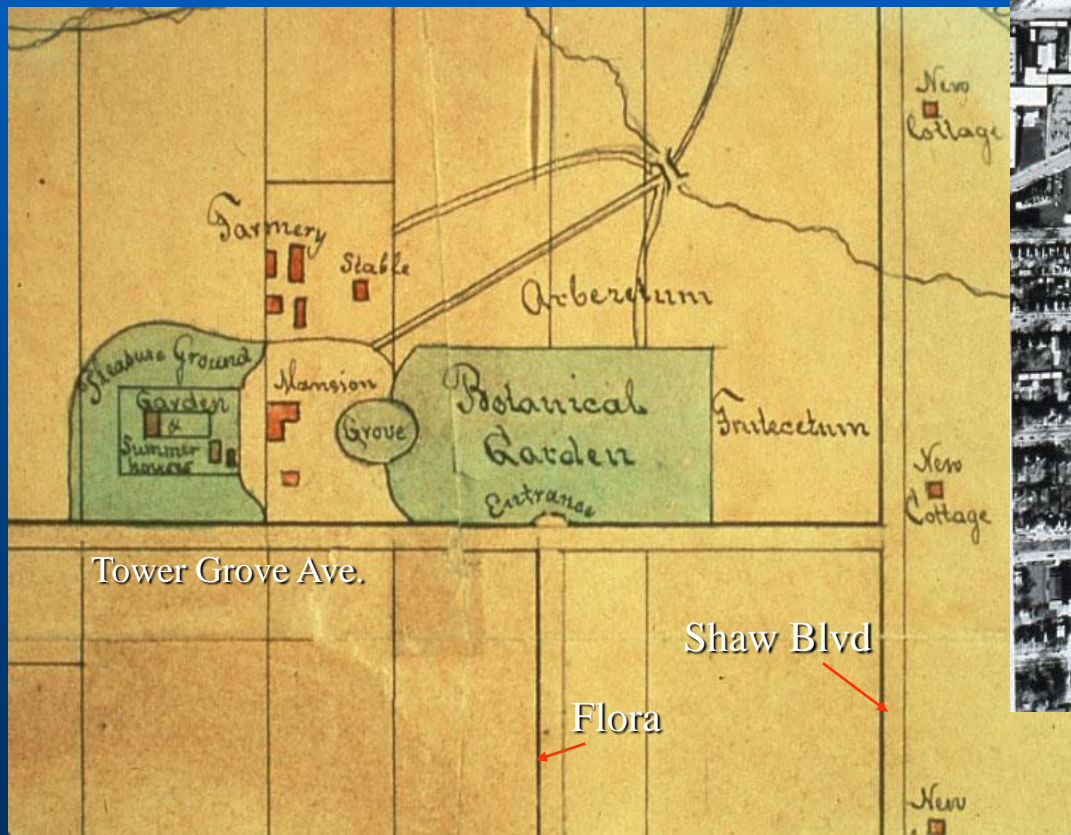 New
Cottage
Farmery
Stable
Arboretum
Pleasure Ground
Garden
&
Summer
houses
Mansion
Grove
Botanical
Garden
Entrance
Fruticetum
New
Cottage
Tower Grove Ave.
Shaw Blvd
Flora
New